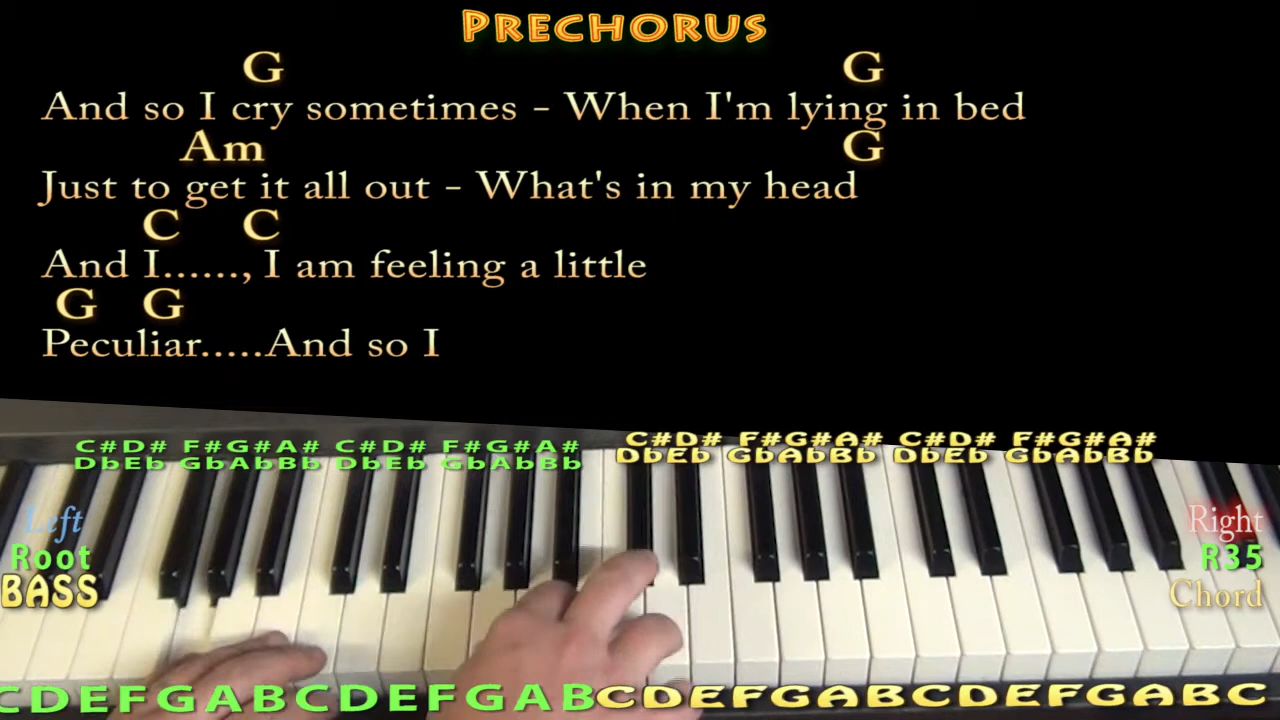 PRECHORUS
G G
And so I cry sometimes - When I'm lying in bed
Am G
Just to get it all out - What's in my head
C C
And I......, I am feeling a little
G G
Peculiar.....And so I
C#D# F#G#A# C#D# F#G#A# C#D# F#G#A# C#D# F#G#A#
DbEb GbAbBb DbEb GbAbBb DbEb GbAbBb DbEb GbAbBb
Left
Root
BASS
Right
R35
Chord
CDEFGABCDEFGABCDEFGABCDEFGABC